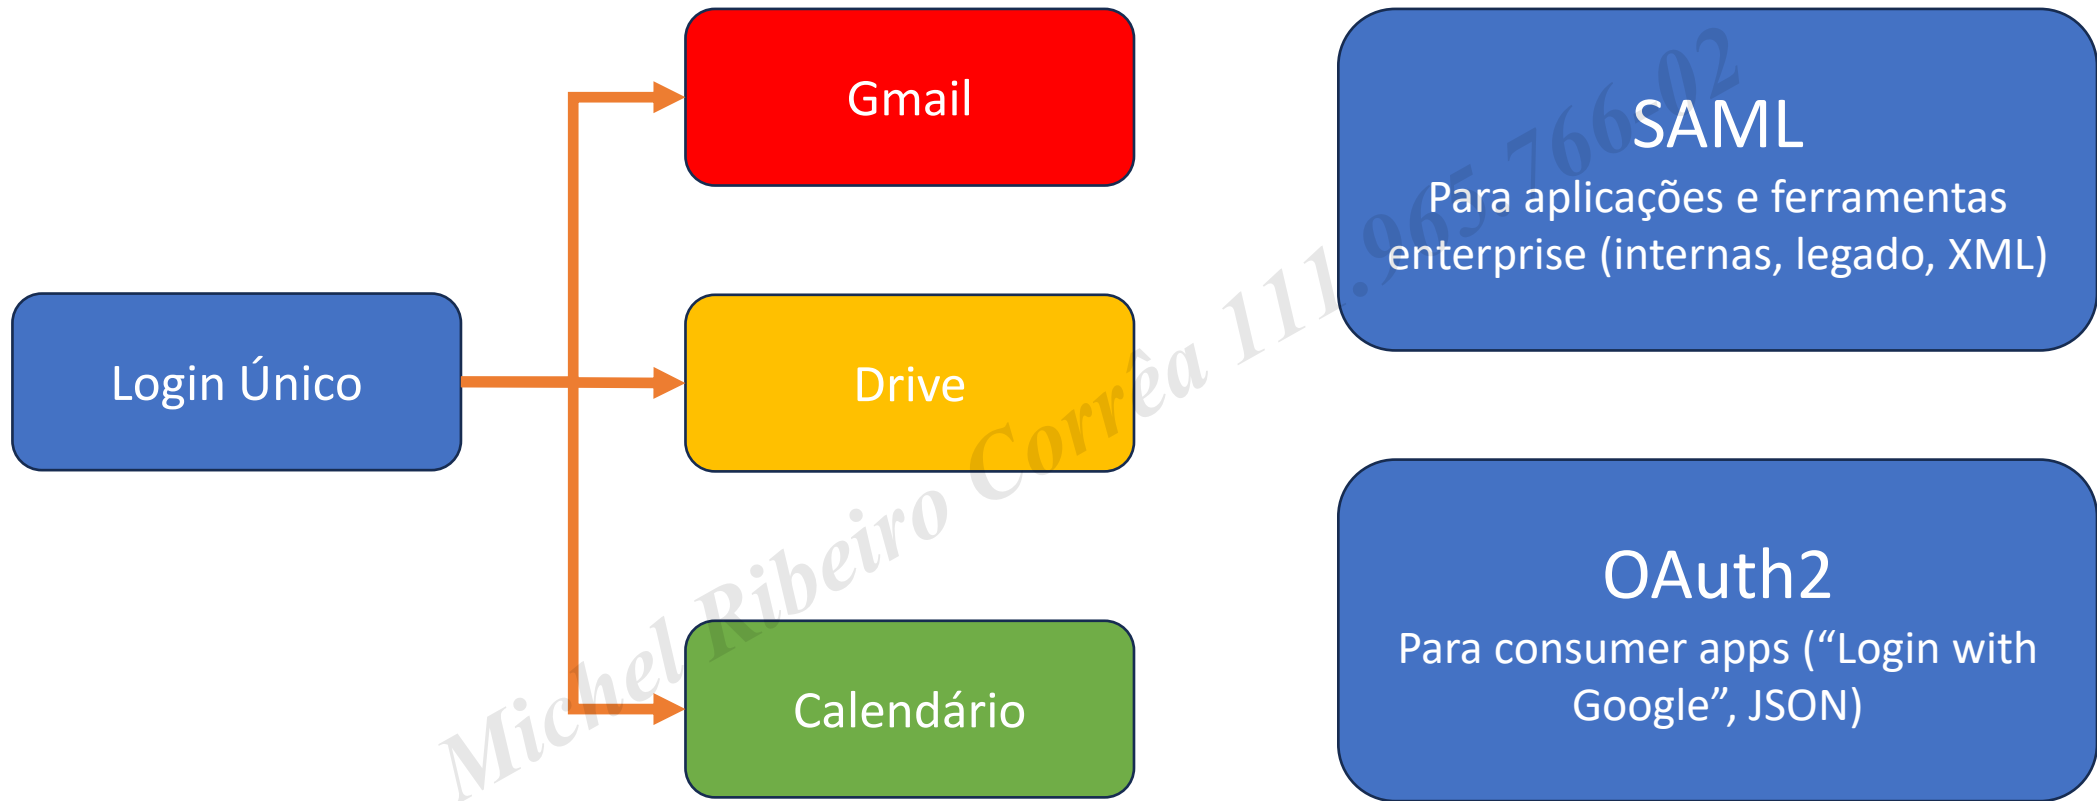 Gmail
Login Único
Drive
Calendário
SAML
Para aplicações e ferramentas
enterprise (internas, legado, XML)
OAuth2
Para consumer apps (“Login with
Google”, JSON)
Michel Ribeiro Corrêa 111.965.766-02